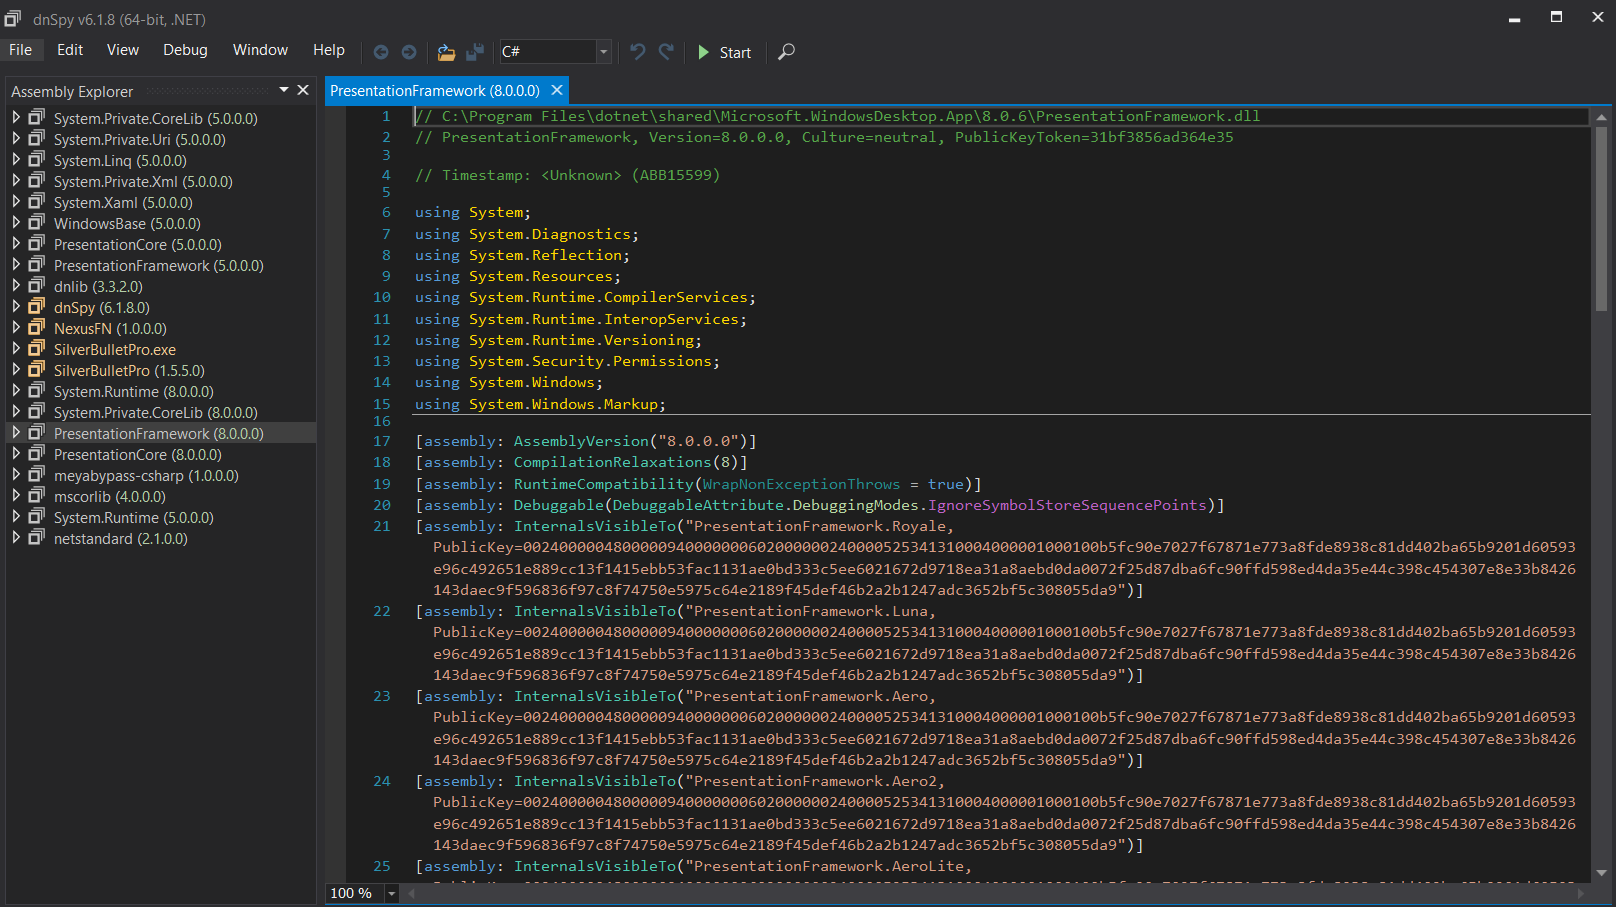 dnSpy v6.1.8 (64-bit, .NET)
File Edit View Debug Window Help C# Start
Assembly Explorer
System.Private.CoreLib (5.0.0.0)
System.Private.Uri (5.0.0.0)
System.Linq (5.0.0.0)
System.Private.Xml (5.0.0.0)
System.Xaml (5.0.0.0)
WindowsBase (5.0.0.0)
PresentationCore (5.0.0.0)
PresentationFramework (5.0.0.0)
dnlib (3.3.2.0)
dnSpy (6.1.8.0)
NexusFN (1.0.0.0)
SilverBulletPro.exe
SilverBulletPro (1.5.5.0)
System.Runtime (8.0.0.0)
System.Private.CoreLib (8.0.0.0)
PresentationFramework (8.0.0.0)
PresentationCore (8.0.0.0)
meyabypass-csharp (1.0.0.0)
mscorlib (4.0.0.0)
System.Runtime (5.0.0.0)
netstandard (2.1.0.0)
PresentationFramework (8.0.0.0)
1 // C:\Program Files\dotnet\shared\Microsoft.WindowsDesktop.App\8.0.6\PresentationFramework.dll
2 // PresentationFramework, Version=8.0.0.0, Culture=neutral, PublicKeyToken=31bf3856ad364e35
3
4 // Timestamp: <Unknown> (ABB15599)
5
6 using System;
7 using System.Diagnostics;
8 using System.Reflection;
9 using System.Resources;
10 using System.Runtime.CompilerServices;
11 using System.Runtime.InteropServices;
12 using System.Runtime.Versioning;
13 using System.Security.Permissions;
14 using System.Windows;
15 using System.Windows.Markup;
16
17 [assembly: AssemblyVersion("8.0.0.0")]
18 [assembly: CompilationRelaxations(8)]
19 [assembly: RuntimeCompatibility(WrapNonExceptionThrows = true)]
20 [assembly: Debuggable(DebuggableAttribute.DebuggingModes.IgnoreSymbolStoreSequencePoints)]
21 [assembly: InternalsVisibleTo("PresentationFramework.Royale,
PublicKey=0024000004800000940000000602000000240000525341310004000001000100b5fc90e7027f67871e773a8fde8938c81dd402ba65b9201d60593
e96c492651e889cc13f1415ebb53fac1131ae0bd333c5ee6021672d9718ea31a8aebd0da0072f25d87dba6fc90ffd598ed4da35e44c398c454307e8e33b8426
143daec9f596836f97c8f74750e5975c64e2189f45def46b2a2b1247adc3652bf5c308055da9")]
22 [assembly: InternalsVisibleTo("PresentationFramework.Luna,
PublicKey=0024000004800000940000000602000000240000525341310004000001000100b5fc90e7027f67871e773a8fde8938c81dd402ba65b9201d60593
e96c492651e889cc13f1415ebb53fac1131ae0bd333c5ee6021672d9718ea31a8aebd0da0072f25d87dba6fc90ffd598ed4da35e44c398c454307e8e33b8426
143daec9f596836f97c8f74750e5975c64e2189f45def46b2a2b1247adc3652bf5c308055da9")]
23 [assembly: InternalsVisibleTo("PresentationFramework.Aero,
PublicKey=0024000004800000940000000602000000240000525341310004000001000100b5fc90e7027f67871e773a8fde8938c81dd402ba65b9201d60593
e96c492651e889cc13f1415ebb53fac1131ae0bd333c5ee6021672d9718ea31a8aebd0da0072f25d87dba6fc90ffd598ed4da35e44c398c454307e8e33b8426
143daec9f596836f97c8f74750e5975c64e2189f45def46b2a2b1247adc3652bf5c308055da9")]
24 [assembly: InternalsVisibleTo("PresentationFramework.Aero2,
PublicKey=0024000004800000940000000602000000240000525341310004000001000100b5fc90e7027f67871e773a8fde8938c81dd402ba65b9201d60593
e96c492651e889cc13f1415ebb53fac1131ae0bd333c5ee6021672d9718ea31a8aebd0da0072f25d87dba6fc90ffd598ed4da35e44c398c454307e8e33b8426
143daec9f596836f97c8f74750e5975c64e2189f45def46b2a2b1247adc3652bf5c308055da9")]
25 [assembly: InternalsVisibleTo("PresentationFramework.AeroLite,
100 %